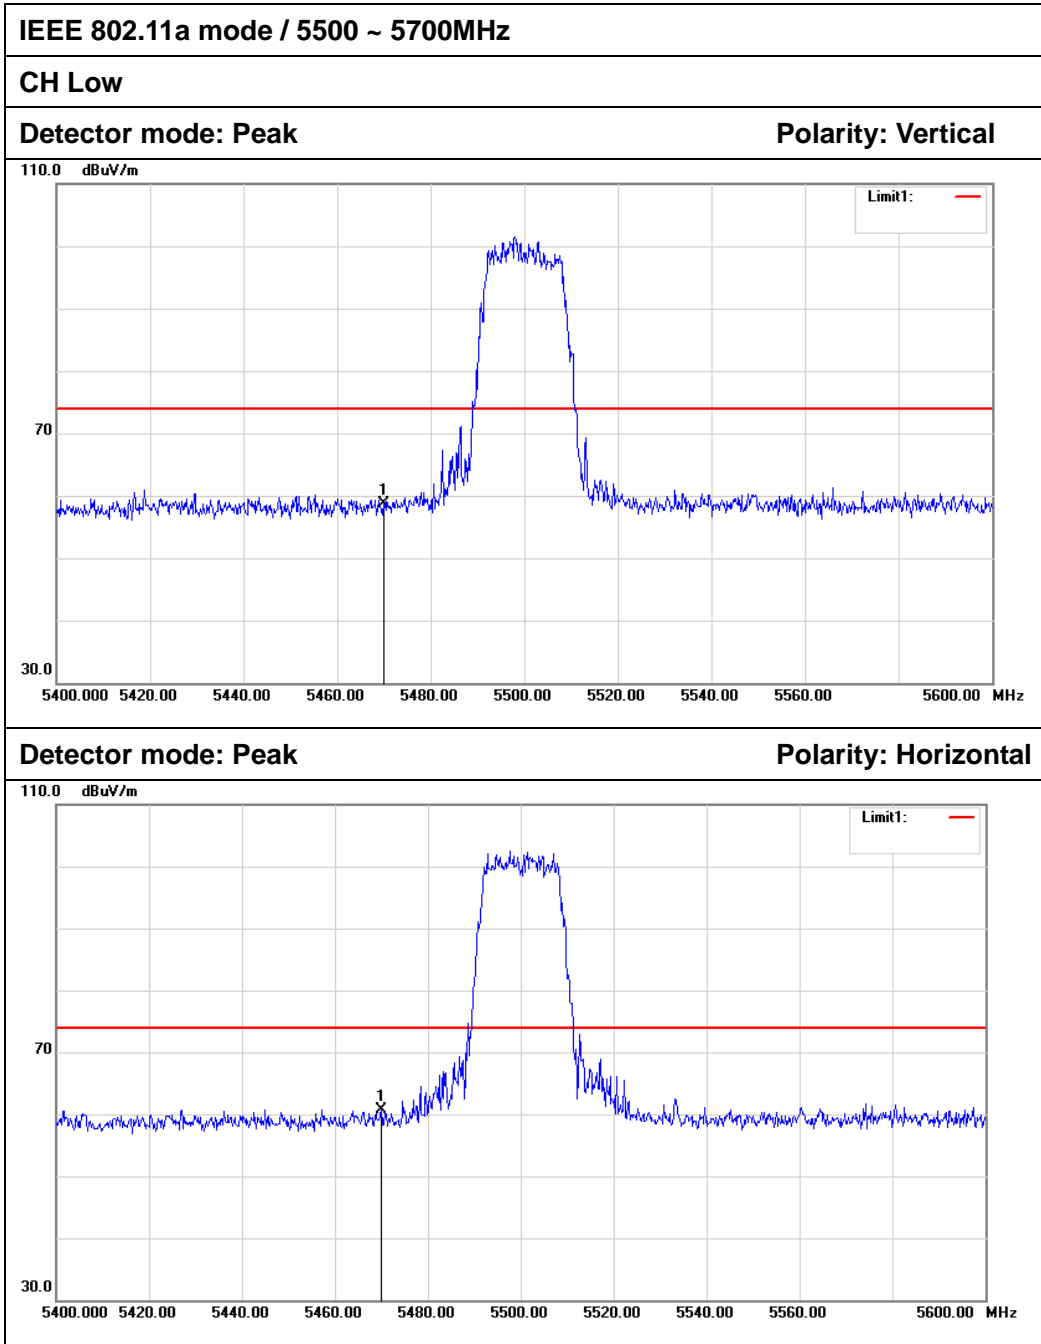 IEEE 802.11a mode / 5500 ~ 5700MHz
CH Low
Detector mode: Peak Polarity: Vertical
110.0 dBuV/m
Limit1:
70
1
30.0
5400.000 5420.00 5440.00 5460.00 5480.00 5500.00 5520.00 5540.00 5560.00 5600.00 MHz
Detector mode: Peak Polarity: Horizontal
110.0 dBuV/m
Limit1:
70
1
30.0
5400.000 5420.00 5440.00 5460.00 5480.00 5500.00 5520.00 5540.00 5560.00 5600.00 MHz